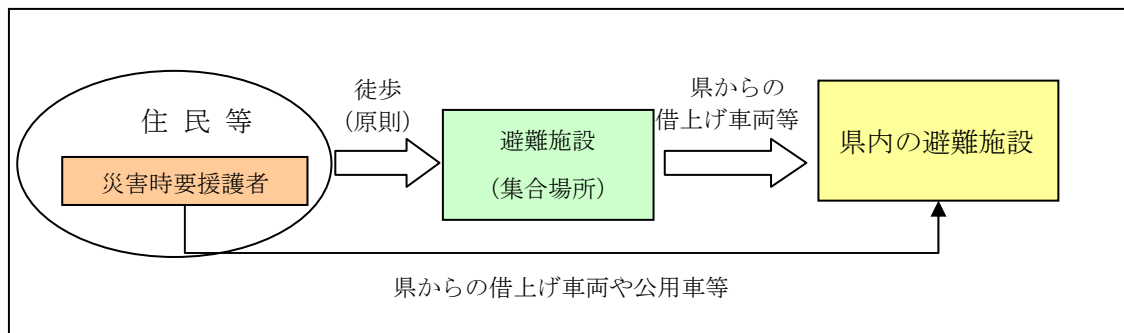 住 民 等
災害時要援護者
徒歩
(原則)
避難施設
(集合場所)
県からの
借上げ車両等
県内の避難施設
県からの借上げ車両や公用車等